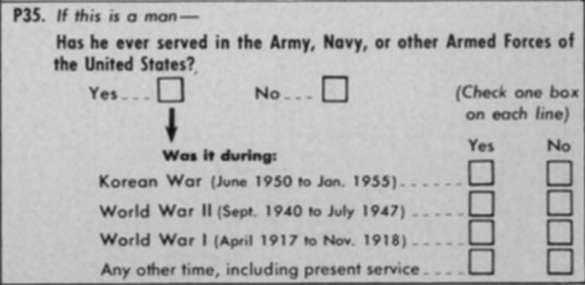 P35. If this is a man—
Has he ever served in the Army, Navy, or other Armed Forces of
the United States?
Yes No (Check one box
on each line)
Was it during: Yes No
Korean War (June 1950 to Jan. 1955)
World War II (Sept. 1940 to July 1947)
World War I (April 1917 to Nov. 1918)
Any other time, including present service